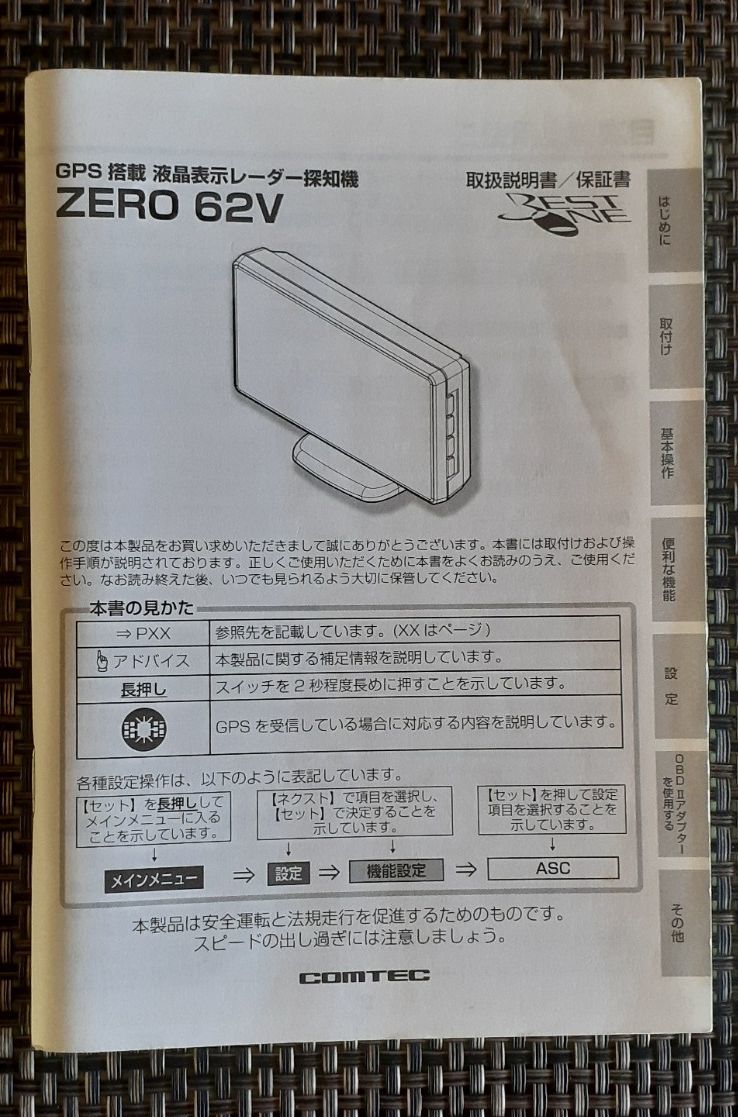 GPS 搭載 液晶表示レーダー探知機
ZERO 62V
取扱説明書／保証書
BEST ONE
はじめに
取付け
基本操作
便利な機能
設定
OBDⅡアダプターを使用する
その他
この度は本製品をお買い求めいただきまして誠にありがとうございます。本書には取付けおよび操
作手順が説明されております。正しくご使用いただくために本書をよくお読みのうえ、ご使用くだ
さい。なお読み終えた後、いつでも見られるよう大切に保管してください。
本書の見かた
⇒PXX 参照先を記載しています。(XXはページ)
アドバイス 本製品に関する補足情報を説明しています。
長押し スイッチを2秒程度長めに押すことを示しています。
GPSを受信している場合に対応する内容を説明しています。
各種設定操作は、以下のように表記しています。
【セット】を長押しして
メインメニューに入る
ことを示しています。
【ネクスト】で項目を選択し、
【セット】で決定することを
示しています。
【セット】を押して設定
項目を選択することを
示しています。
メインメニュー ⇒ 設定 ⇒ 機能設定 ⇒ ASC
本製品は安全運転と法規走行を促進するためのものです。
スピードの出し過ぎには注意しましょう。
COMTEC